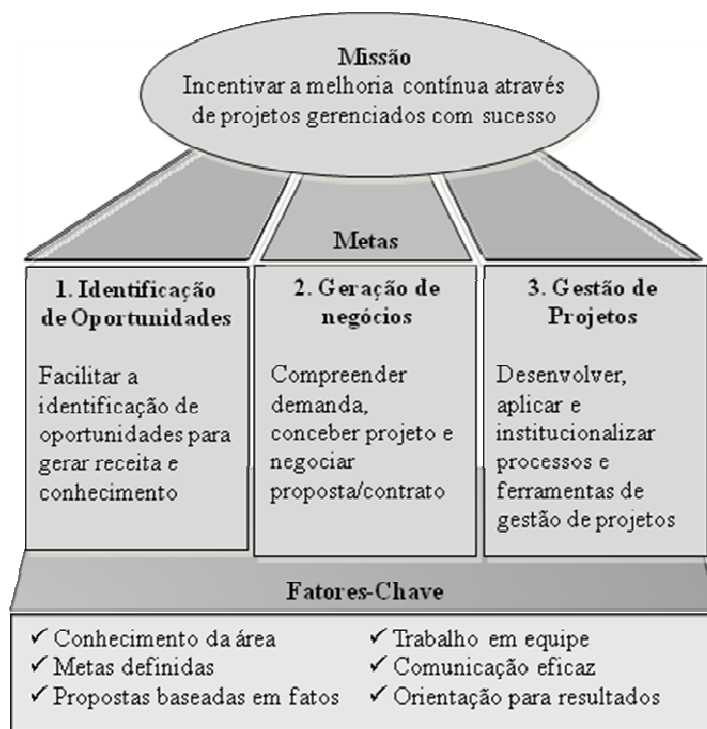 Missão
Incentivar a melhoria contínua através
de projetos gerenciados com sucesso
Metas
1. Identificação
de Oportunidades
Facilitar a
identificação de
oportunidades para
gerar receita e
conhecimento
2. Geração de
negócios
Compreender
demanda,
conceber projeto e
negociar
proposta/contrato
3. Gestão de
Projetos
Desenvolver,
aplicar e
institucionalizar
processos e
ferramentas de
gestão de projetos
Fatores-Chave
✓ Conhecimento da área
✓ Metas definidas
✓ Propostas baseadas em fatos
✓ Trabalho em equipe
✓ Comunicação eficaz
✓ Orientação para resultados